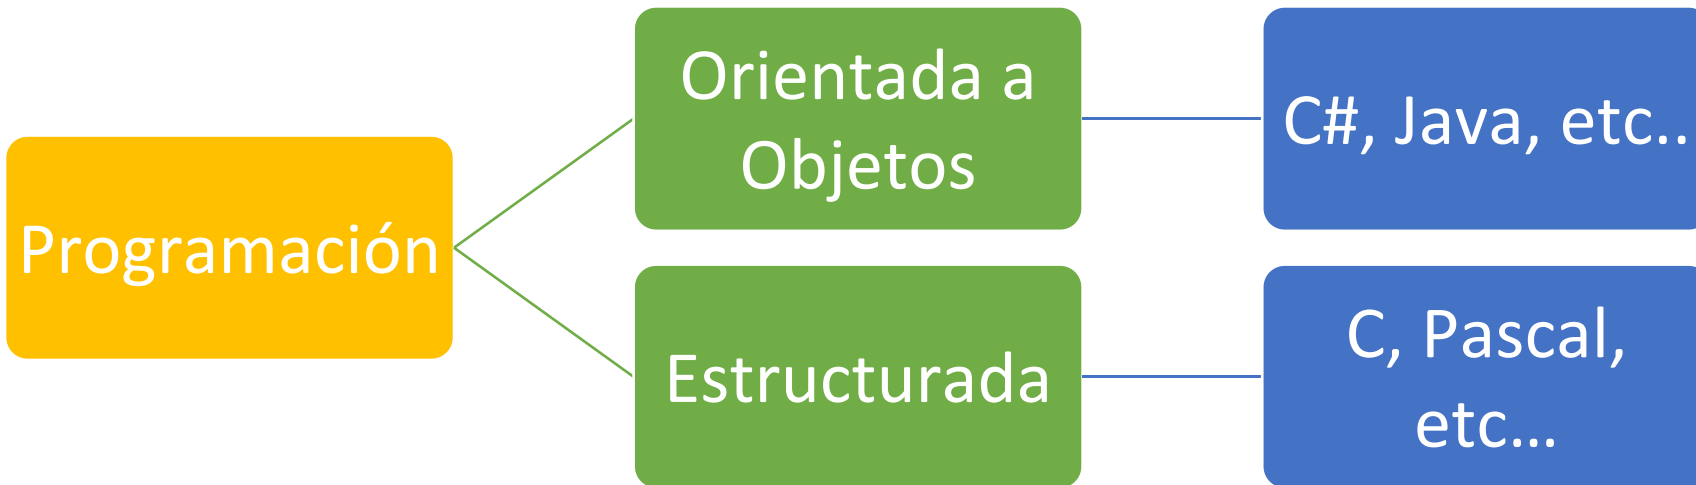 Programación
Orientada a
Objetos
C#, Java, etc..
Estructurada
C, Pascal,
etc...